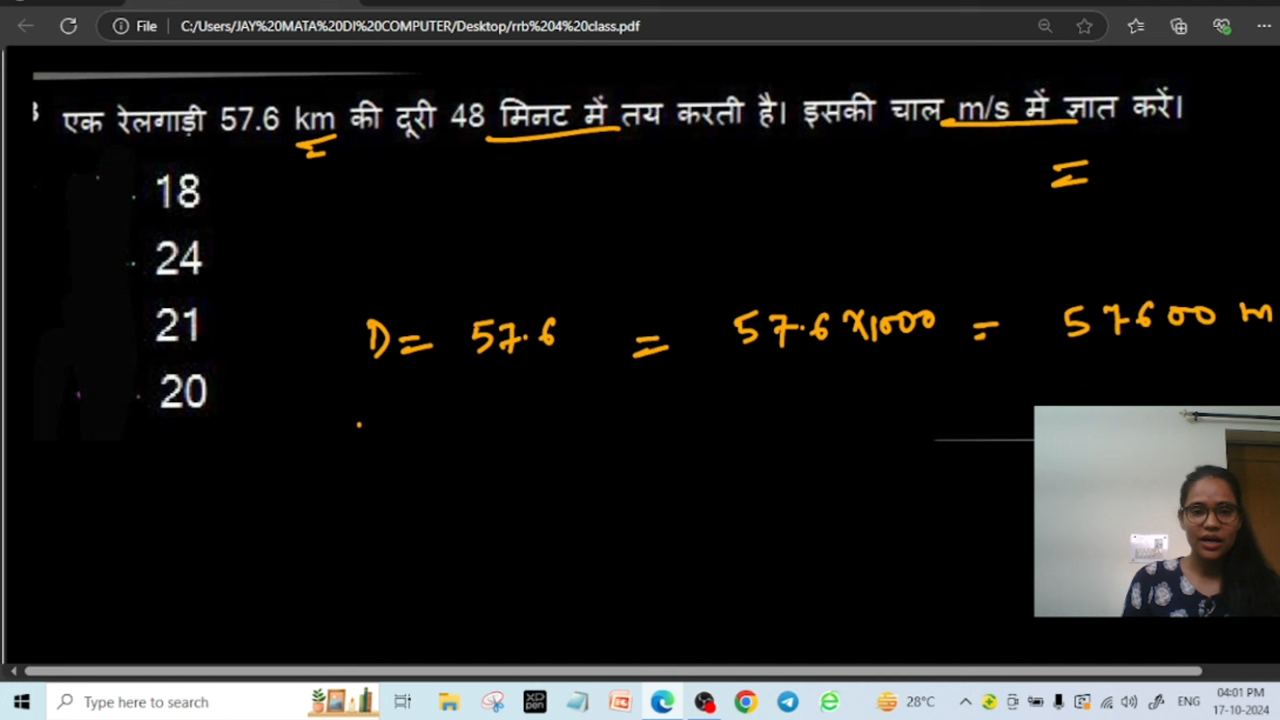 File C:/Users/JAY%20MATA%20DI%20COMPUTER/Desktop/rrb%204%20class.pdf
एक रेलगाड़ी 57.6 km की दूरी 48 मिनट में तय करती है। इसकी चाल m/s में ज्ञात करें।
18
24
21
20
D = 57.6 = 57.6 x1000 = 57600 m
Type here to search
28°C
ENG
04:01 PM
17-10-2024